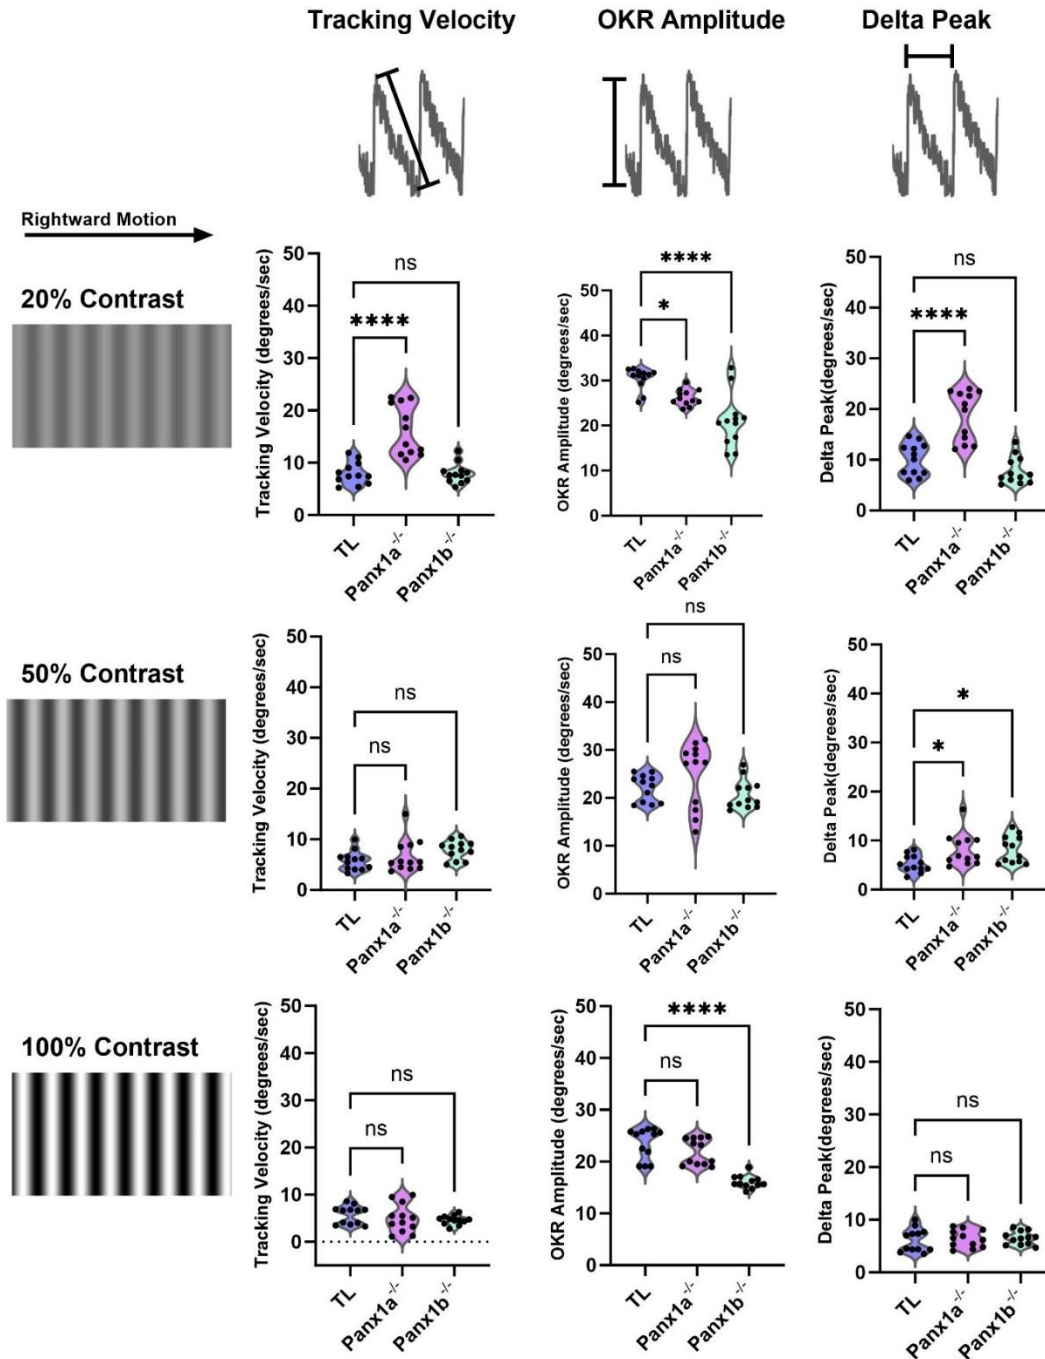 Tracking Velocity OKR Amplitude Delta Peak
Rightward Motion
20% Contrast
Tracking Velocity (degrees/sec)
50
40
30
20
10
0
ns
****
TL
Panx1a-/-
Panx1b-/-
OKR Amplitude (degrees/sec)
50
40
30
20
10
0
****
*
TL
Panx1a-/-
Panx1b-/-
Delta Peak(degrees/sec)
50
40
30
20
10
0
ns
****
TL
Panx1a-/-
Panx1b-/-
50% Contrast
Tracking Velocity (degrees/sec)
50
40
30
20
10
0
ns
ns
TL
Panx1a-/-
Panx1b-/-
OKR Amplitude (degrees/sec)
50
40
30
20
10
0
ns
ns
TL
Panx1a-/-
Panx1b-/-
Delta Peak(degrees/sec)
50
40
30
20
10
0
*
*
TL
Panx1a-/-
Panx1b-/-
100% Contrast
Tracking Velocity (degrees/sec)
50
40
30
20
10
0
ns
ns
TL
Panx1a-/-
Panx1b-/-
OKR Amplitude (degrees/sec)
50
40
30
20
10
0
****
ns
TL
Panx1a-/-
Panx1b-/-
Delta Peak(degrees/sec)
50
40
30
20
10
0
ns
ns
TL
Panx1a-/-
Panx1b-/-